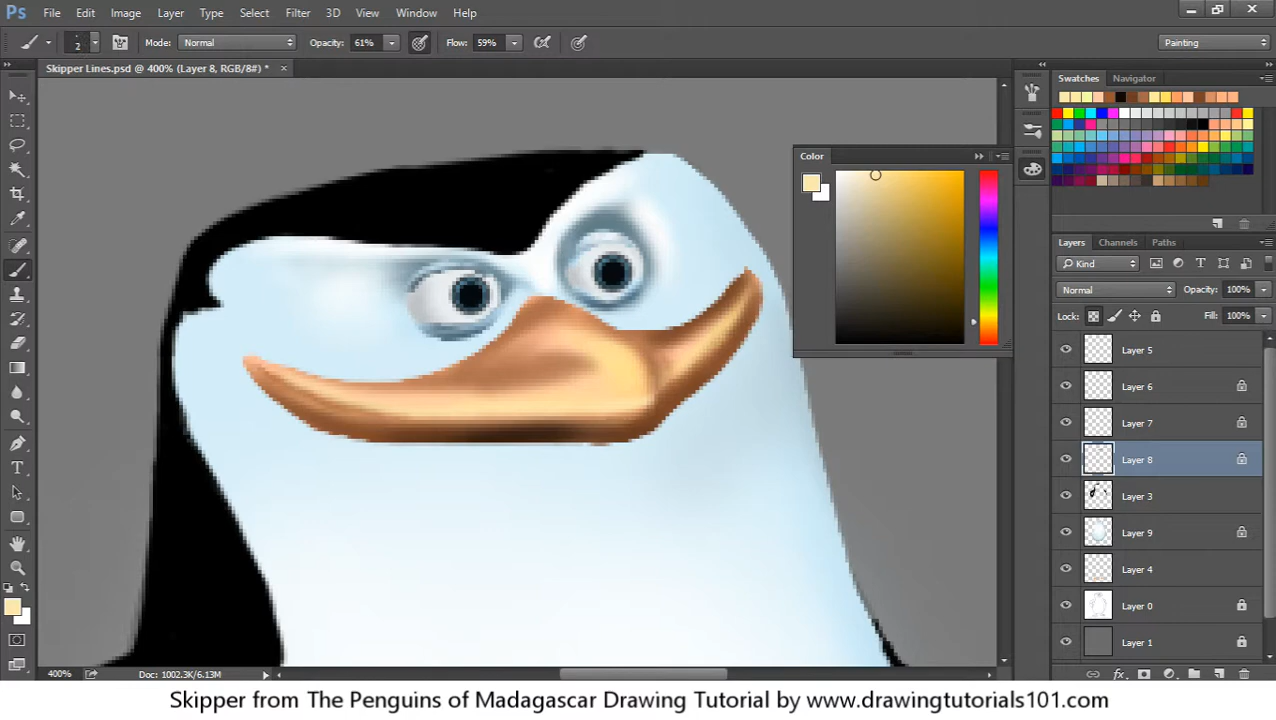 Ps File Edit Image Layer Type Select Filter 3D View Window Help
2 Mode: Normal Opacity: 61% Flow: 59% Painting
Skipper Lines.psd @ 400% (Layer 8, RGB/8#) *
Swatches Navigator
Color
Layers Channels Paths
Kind
Normal Opacity: 100%
Lock: Fill: 100%
Layer 5
Layer 6
Layer 7
Layer 8
Layer 3
Layer 9
Layer 4
Layer 0
Layer 1
400% Doc: 1002.3K/6.13M
Skipper from The Penguins of Madagascar Drawing Tutorial by www.drawingtutorials101.com